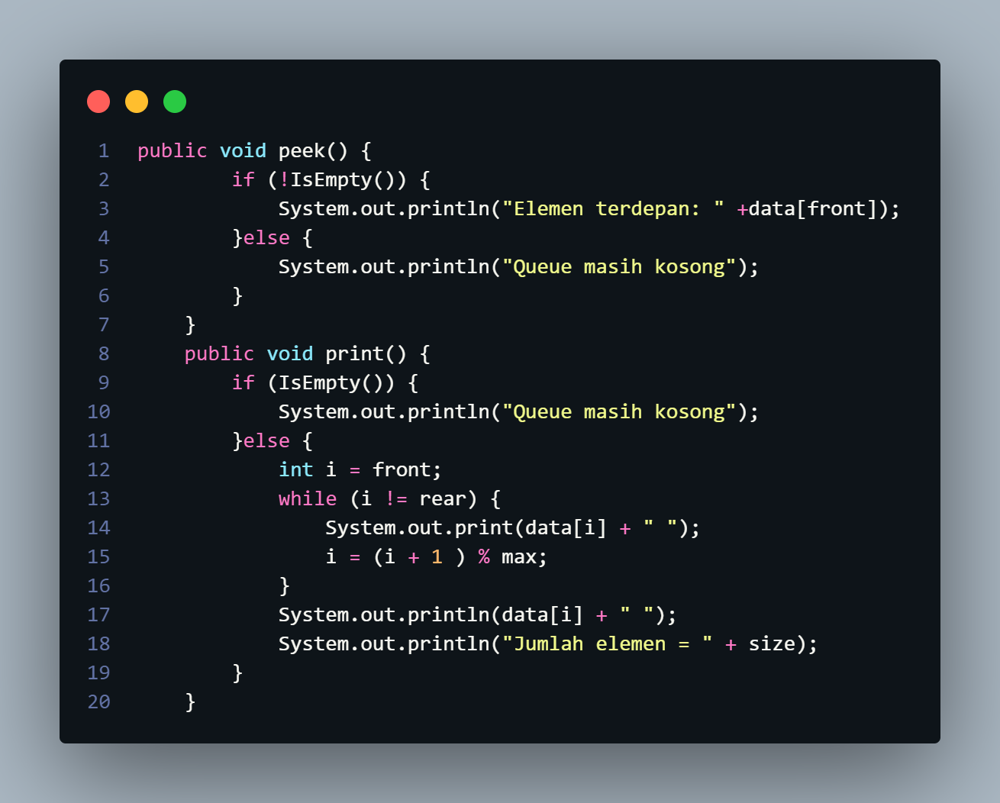 1 public void peek() {
2         if (!IsEmpty()) {
3             System.out.println("Elemen terdepan: " +data[front]);
4         }else {
5             System.out.println("Queue masih kosong");
6         }
7     }
8     public void print() {
9         if (IsEmpty()) {
10             System.out.println("Queue masih kosong");
11         }else {
12             int i = front;
13             while (i != rear) {
14                 System.out.print(data[i] + " ");
15                 i = (i + 1 ) % max;
16             }
17             System.out.println(data[i] + " ");
18             System.out.println("Jumlah elemen = " + size);
19         }
20     }